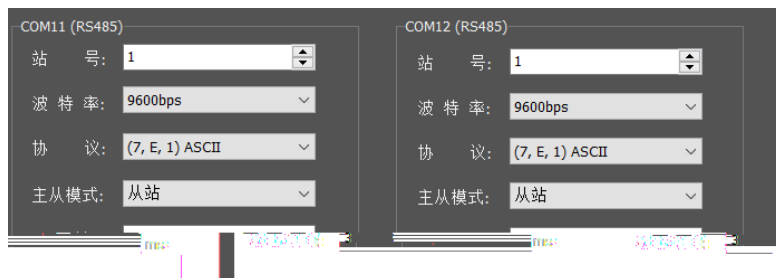 COM11 (RS485)
站 号: 1
波 特 率: 9600bps
协 议: (7, E, 1) ASCII
主从模式: 从站
COM12 (RS485)
站 号: 1
波 特 率: 9600bps
协 议: (7, E, 1) ASCII
主从模式: 从站